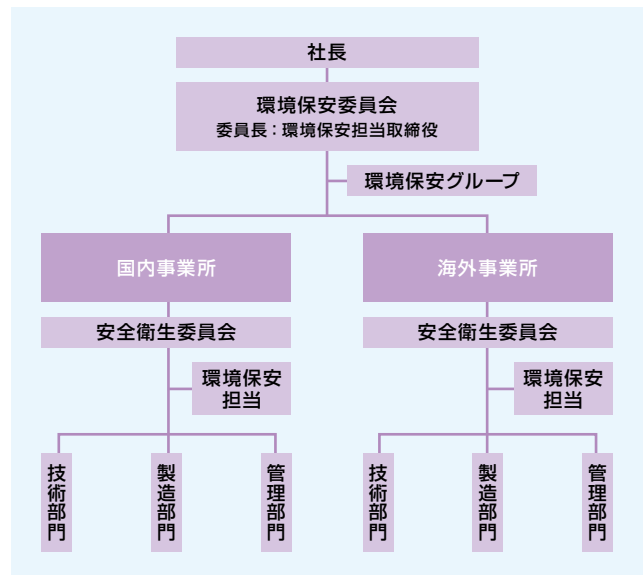 社長
環境保安委員会
委員長：環境保安担当取締役
環境保安グループ
国内事業所
海外事業所
安全衛生委員会
安全衛生委員会
環境保安
担当
環境保安
担当
技術部門
製造部門
管理部門
技術部門
製造部門
管理部門